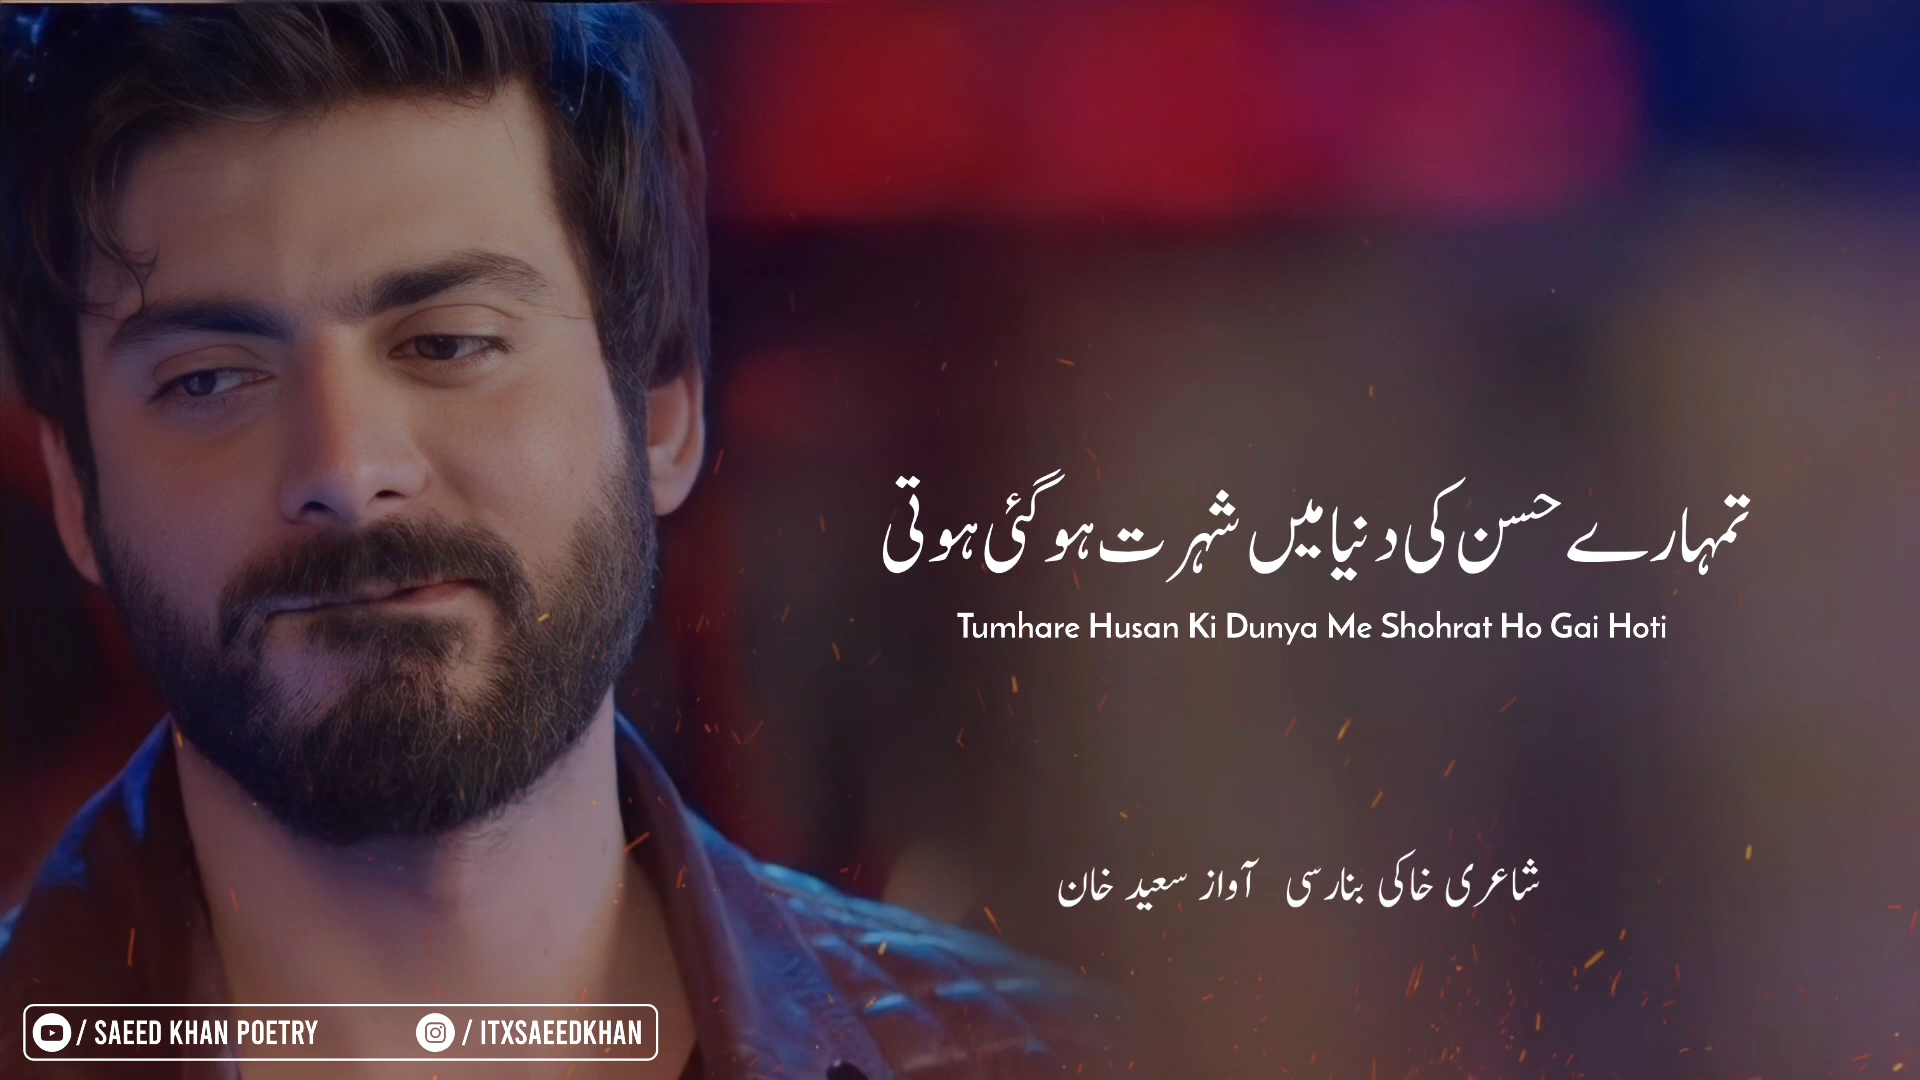 تمہارے حسن کی دنیا میں شہرت ہو گئی ہوتی
Tumhare Husan Ki Dunya Me Shohrat Ho Gai Hoti
شاعری خاکی بنارسی آواز سعید خان
/ SAEED KHAN POETRY / ITXSAEEDKHAN